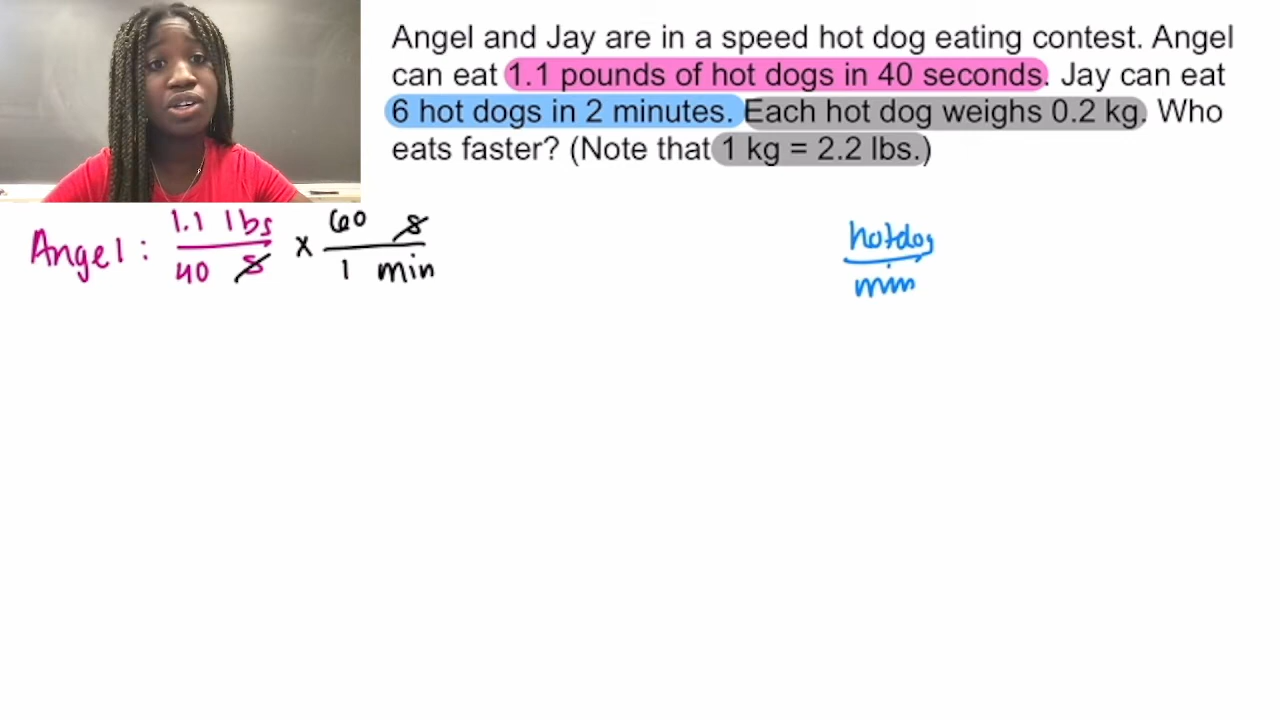 Angel and Jay are in a speed hot dog eating contest. Angel
can eat 1.1 pounds of hot dogs in 40 seconds. Jay can eat
6 hot dogs in 2 minutes. Each hot dog weighs 0.2 kg. Who
eats faster? (Note that 1 kg = 2.2 lbs.)
Angel: 1.1 lbs / 40 s x 60 s / 1 min
hotdog / min